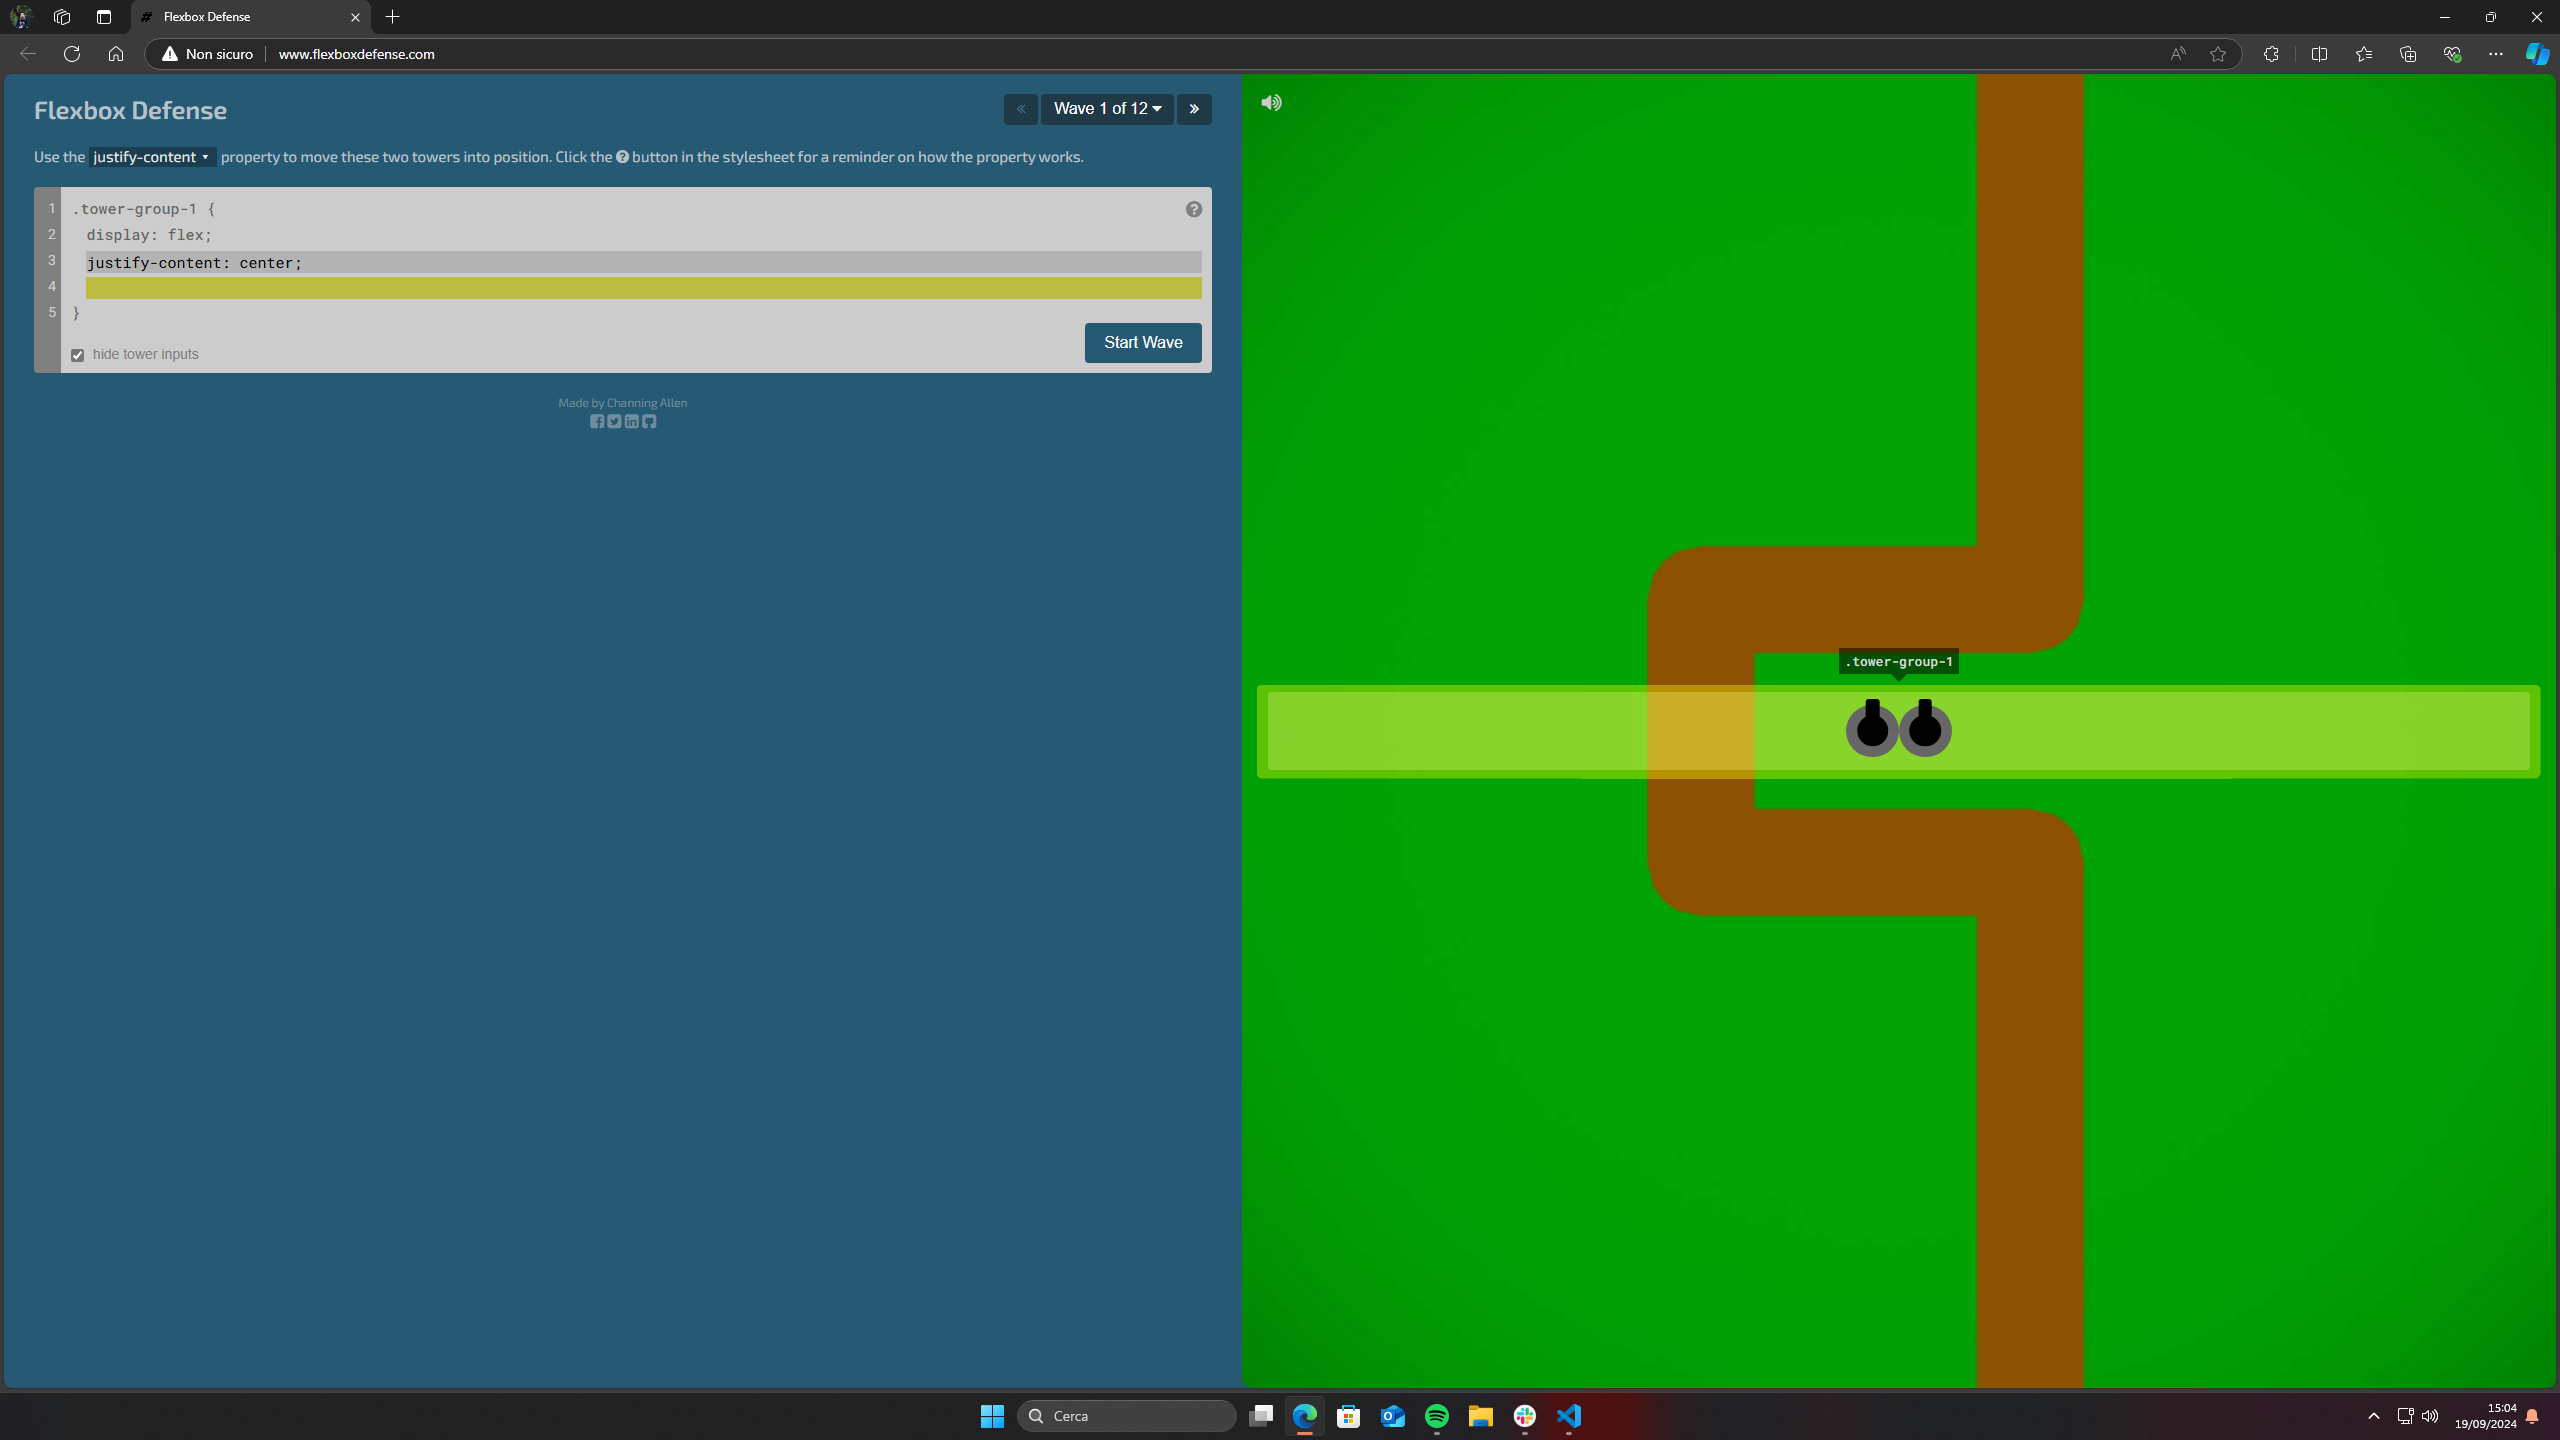 Flexbox Defense
Non sicuro
www.flexboxdefense.com
Flexbox Defense
Wave 1 of 12
Use the justify-content property to move these two towers into position. Click the ? button in the stylesheet for a reminder on how the property works.
1 .tower-group-1 {
2 display: flex;
3 justify-content: center;
4
5 }
hide tower inputs
Start Wave
Made by Channing Allen
.tower-group-1
Cerca
15:04
19/09/2024